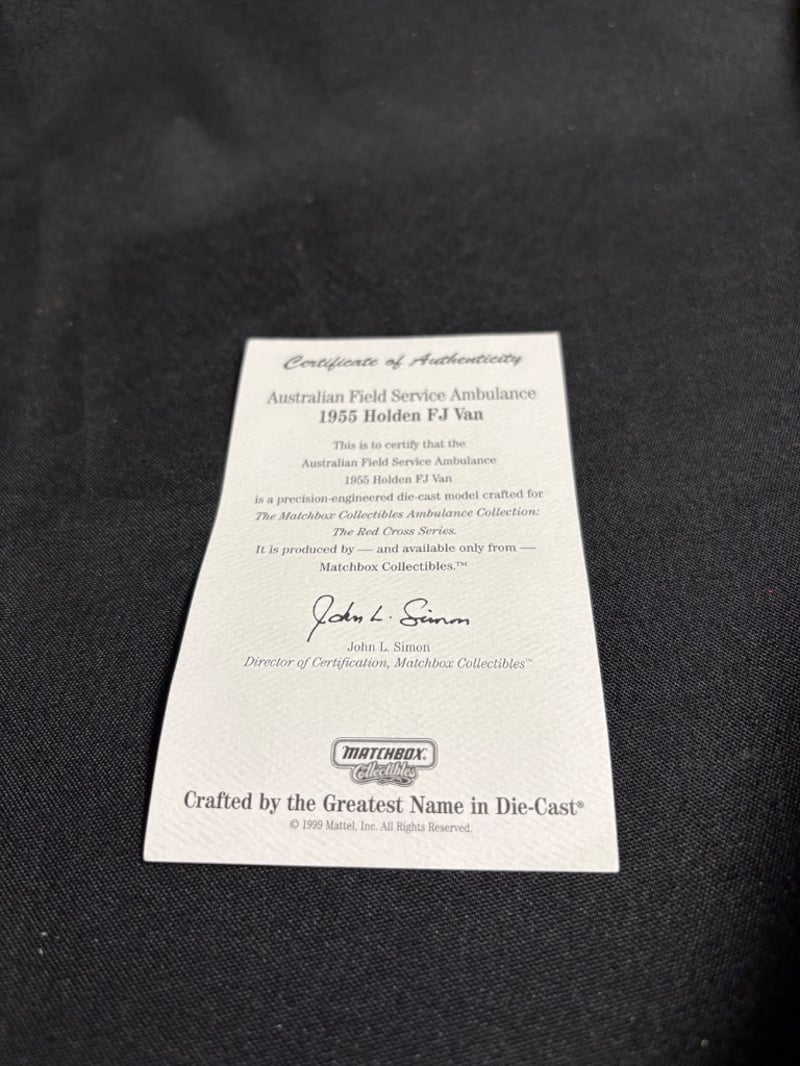 Certificate of Authenticity
Australian Field Service Ambulance
1955 Holden FJ Van
This is to certify that the
Australian Field Service Ambulance
1955 Holden FJ Van
is a precision-engineered die-cast model crafted for
The Matchbox Collectibles Ambulance Collection:
The Red Cross Series.
It is produced by — and available only from —
Matchbox Collectibles.™
John L. Simon
John L. Simon
Director of Certification, Matchbox Collectibles™
MATCHBOX®
Collectibles
Crafted by the Greatest Name in Die-Cast®
© 1999 Mattel, Inc. All Rights Reserved.